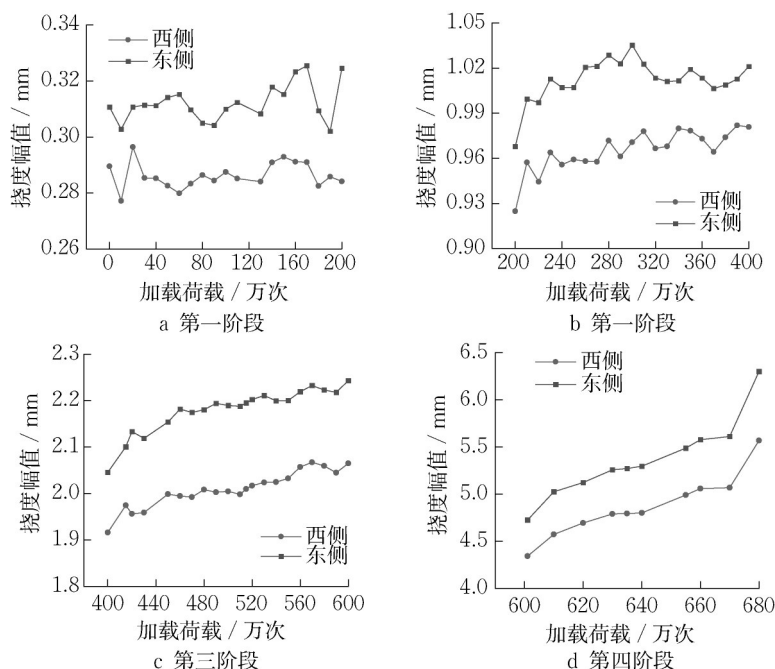 0.34
0.32
0.30
0.28
0.26
挠度幅值 / mm
西侧
东侧
0 40 80 120 160 200
加载荷载 / 万次
a 第一阶段
1.05
1.02
0.99
0.96
0.93
0.90
挠度幅值 / mm
西侧
东侧
200 240 280 320 360 400
加载荷载 / 万次
b 第一阶段
2.3
2.2
2.1
2.0
1.9
1.8
挠度幅值 / mm
西侧
东侧
400 440 480 520 560 600
加载荷载 / 万次
c 第三阶段
6.5
6.0
5.5
5.0
4.5
4.0
挠度幅值 / mm
西侧
东侧
600 620 640 660 680
加载荷载 / 万次
d 第四阶段